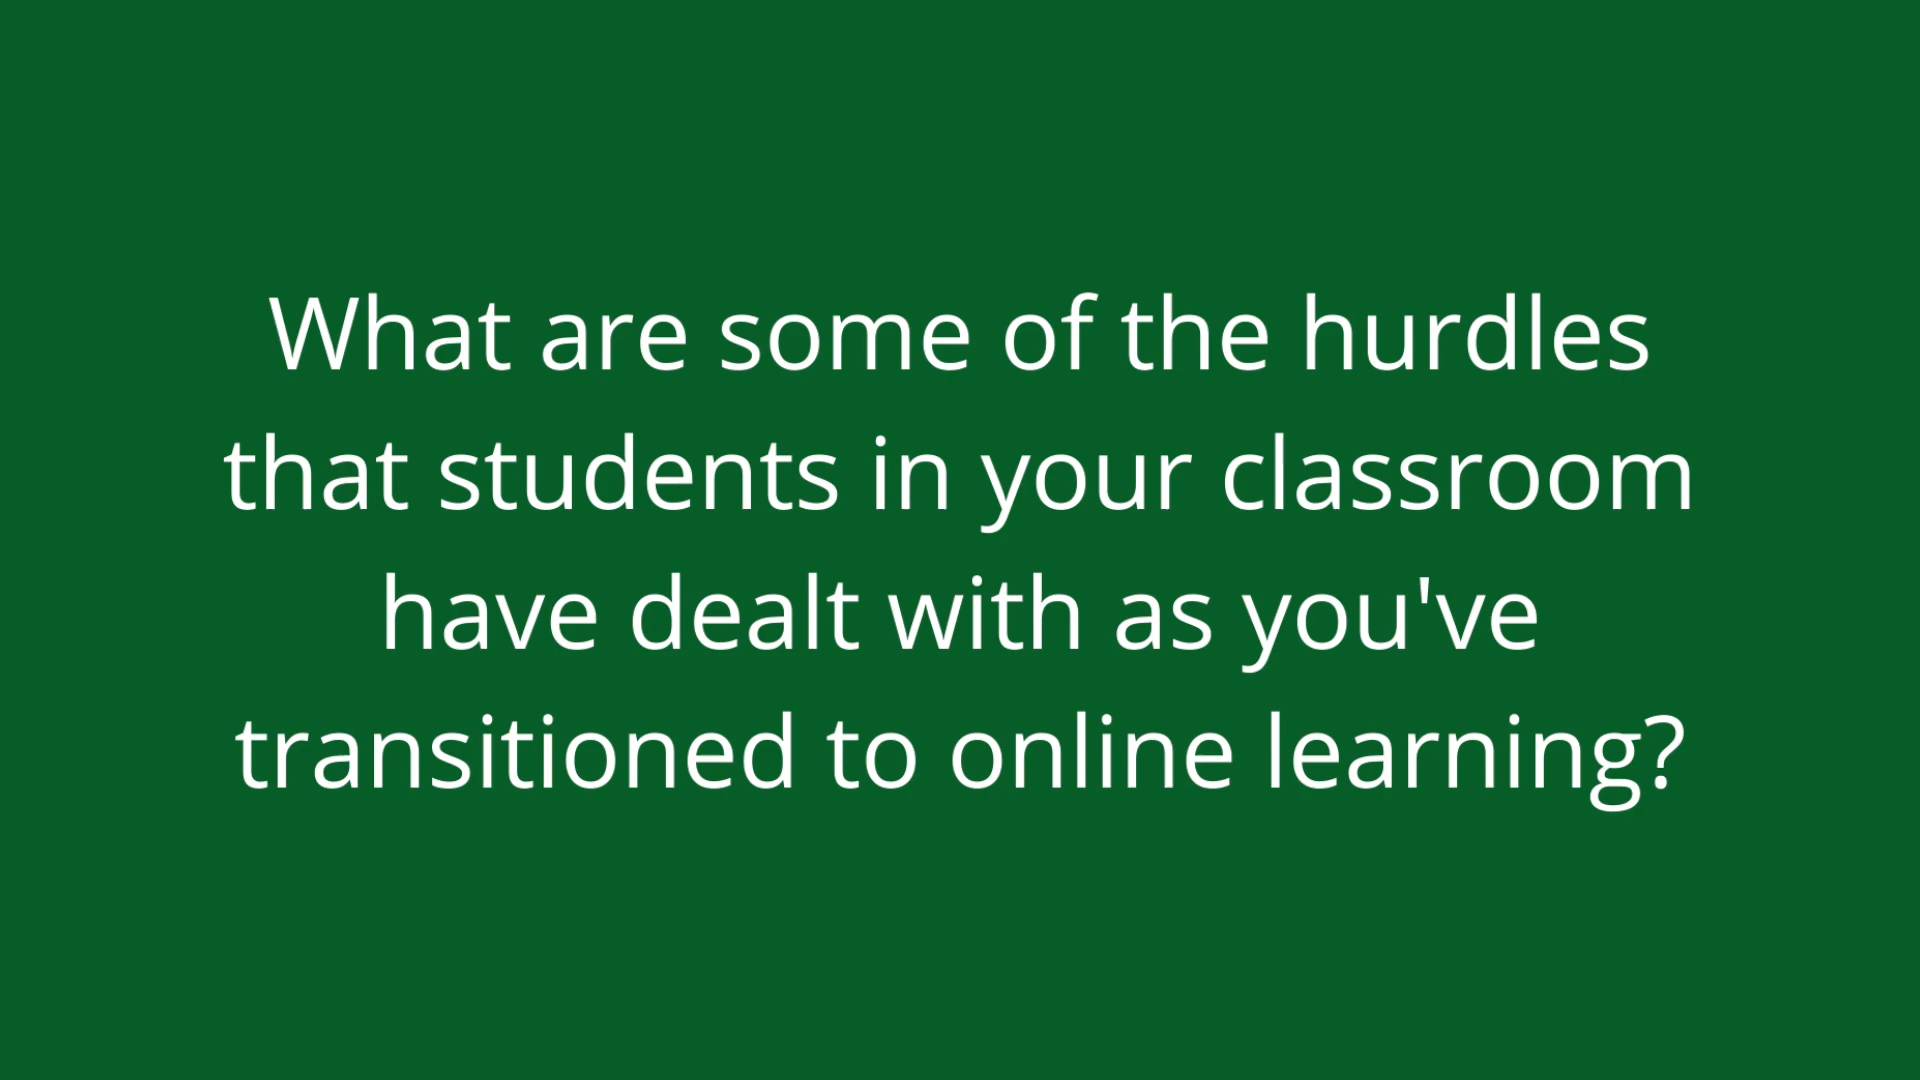 What are some of the hurdles
that students in your classroom
have dealt with as you've
transitioned to online learning?